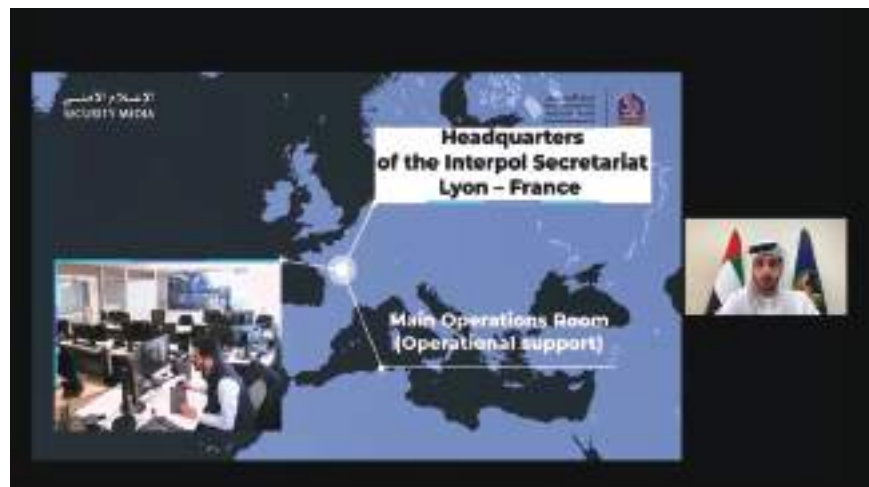 الإعلام الأمني
SECURITY MEDIA
Headquarters
of the Interpol Secretariat
Lyon – France
Main Operations Room
(Operational support)